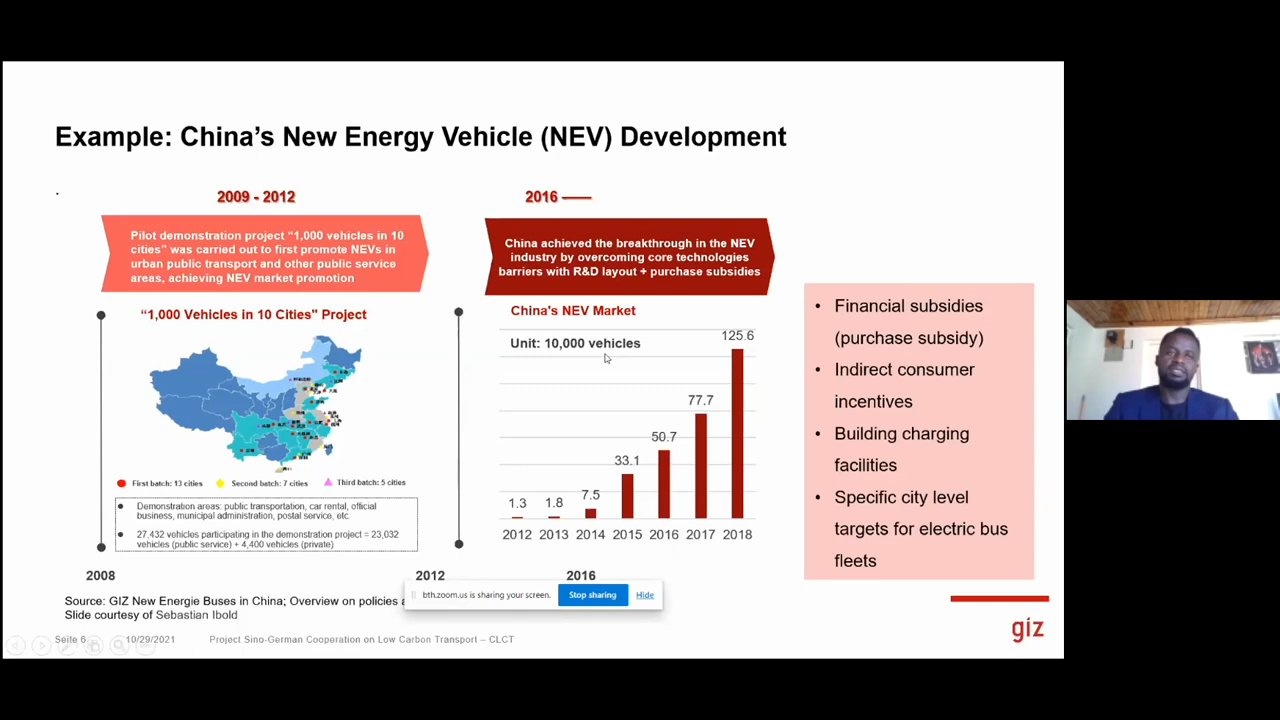 Example: China's New Energy Vehicle (NEV) Development
2009 - 2012
Pilot demonstration project “1,000 vehicles in 10
cities” was carried out to first promote NEVs in
urban public transport and other public service
areas, achieving NEV market promotion
“1,000 Vehicles in 10 Cities" Project
First batch: 13 cities
Second batch: 7 cities
Third batch: 5 cities
Demonstration areas: public transportation, car rental, official
business, municipal administration, postal service, etc.
27,432 vehicles participating in the demonstration project = 23,032
vehicles (public service) + 4,400 vehicles (private)
2008
2012
2016
2016 ——
China achieved the breakthrough in the NEV
industry by overcoming core technologies
barriers with R&D layout + purchase subsidies
China's NEV Market
Unit: 10,000 vehicles
1.3
1.8
7.5
33.1
50.7
77.7
125.6
2012 2013 2014 2015 2016 2017 2018
• Financial subsidies
(purchase subsidy)
• Indirect consumer
incentives
• Building charging
facilities
• Specific city level
targets for electric bus
fleets
bth.zoom.us is sharing your screen. Stop sharing Hide
Source: GIZ New Energie Buses in China; Overview on policies
Slide courtesy of Sebastian Ibold
Seite 6 10/29/2021 Project Sino-German Cooperation on Low Carbon Transport – CLCT
giz